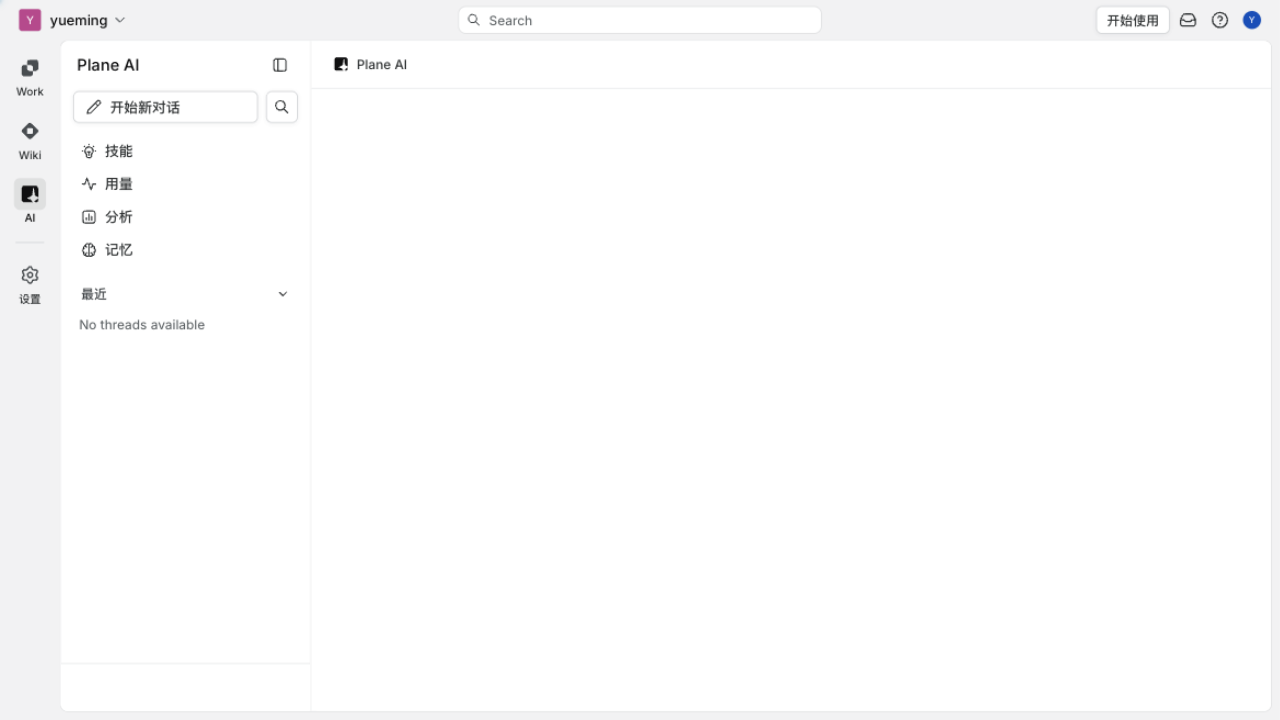 Y yueming
Search
开始使用
Y
Work
Wiki
AI
设置
Plane AI
开始新对话
技能
用量
分析
记忆
最近
No threads available
Plane AI